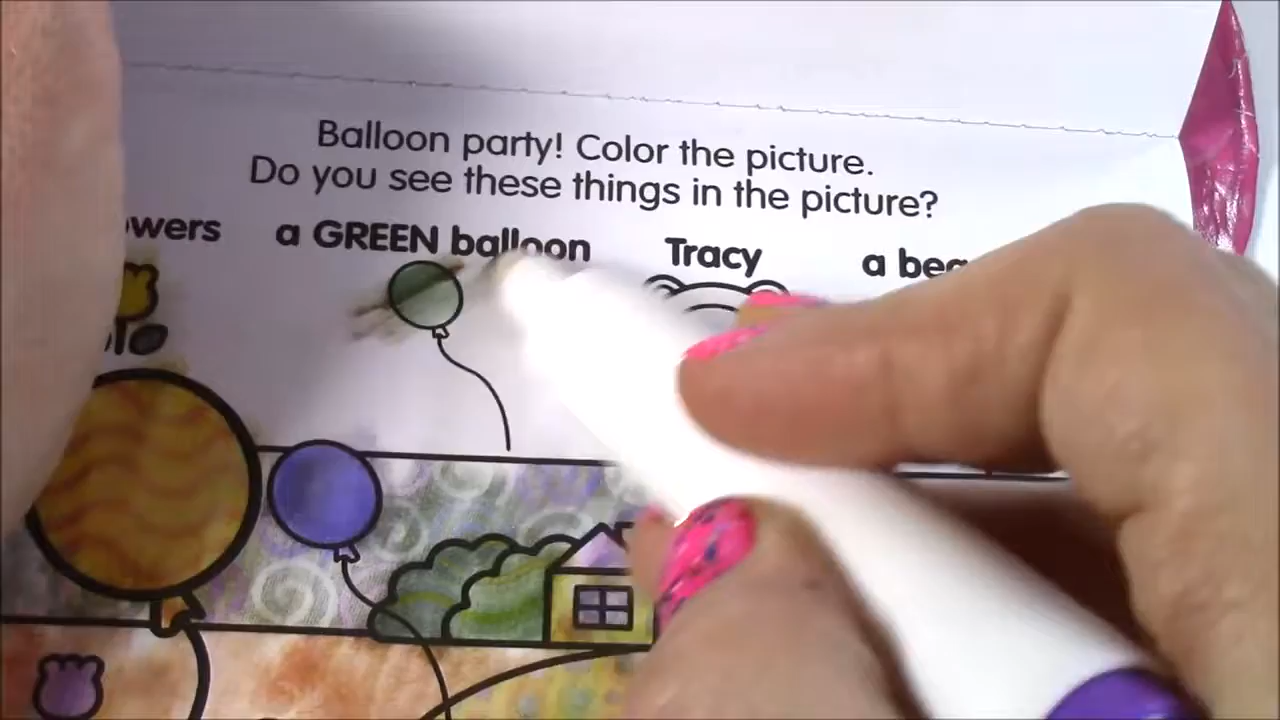 Balloon party! Color the picture.
Do you see these things in the picture?
a GREEN balloon Tracy a